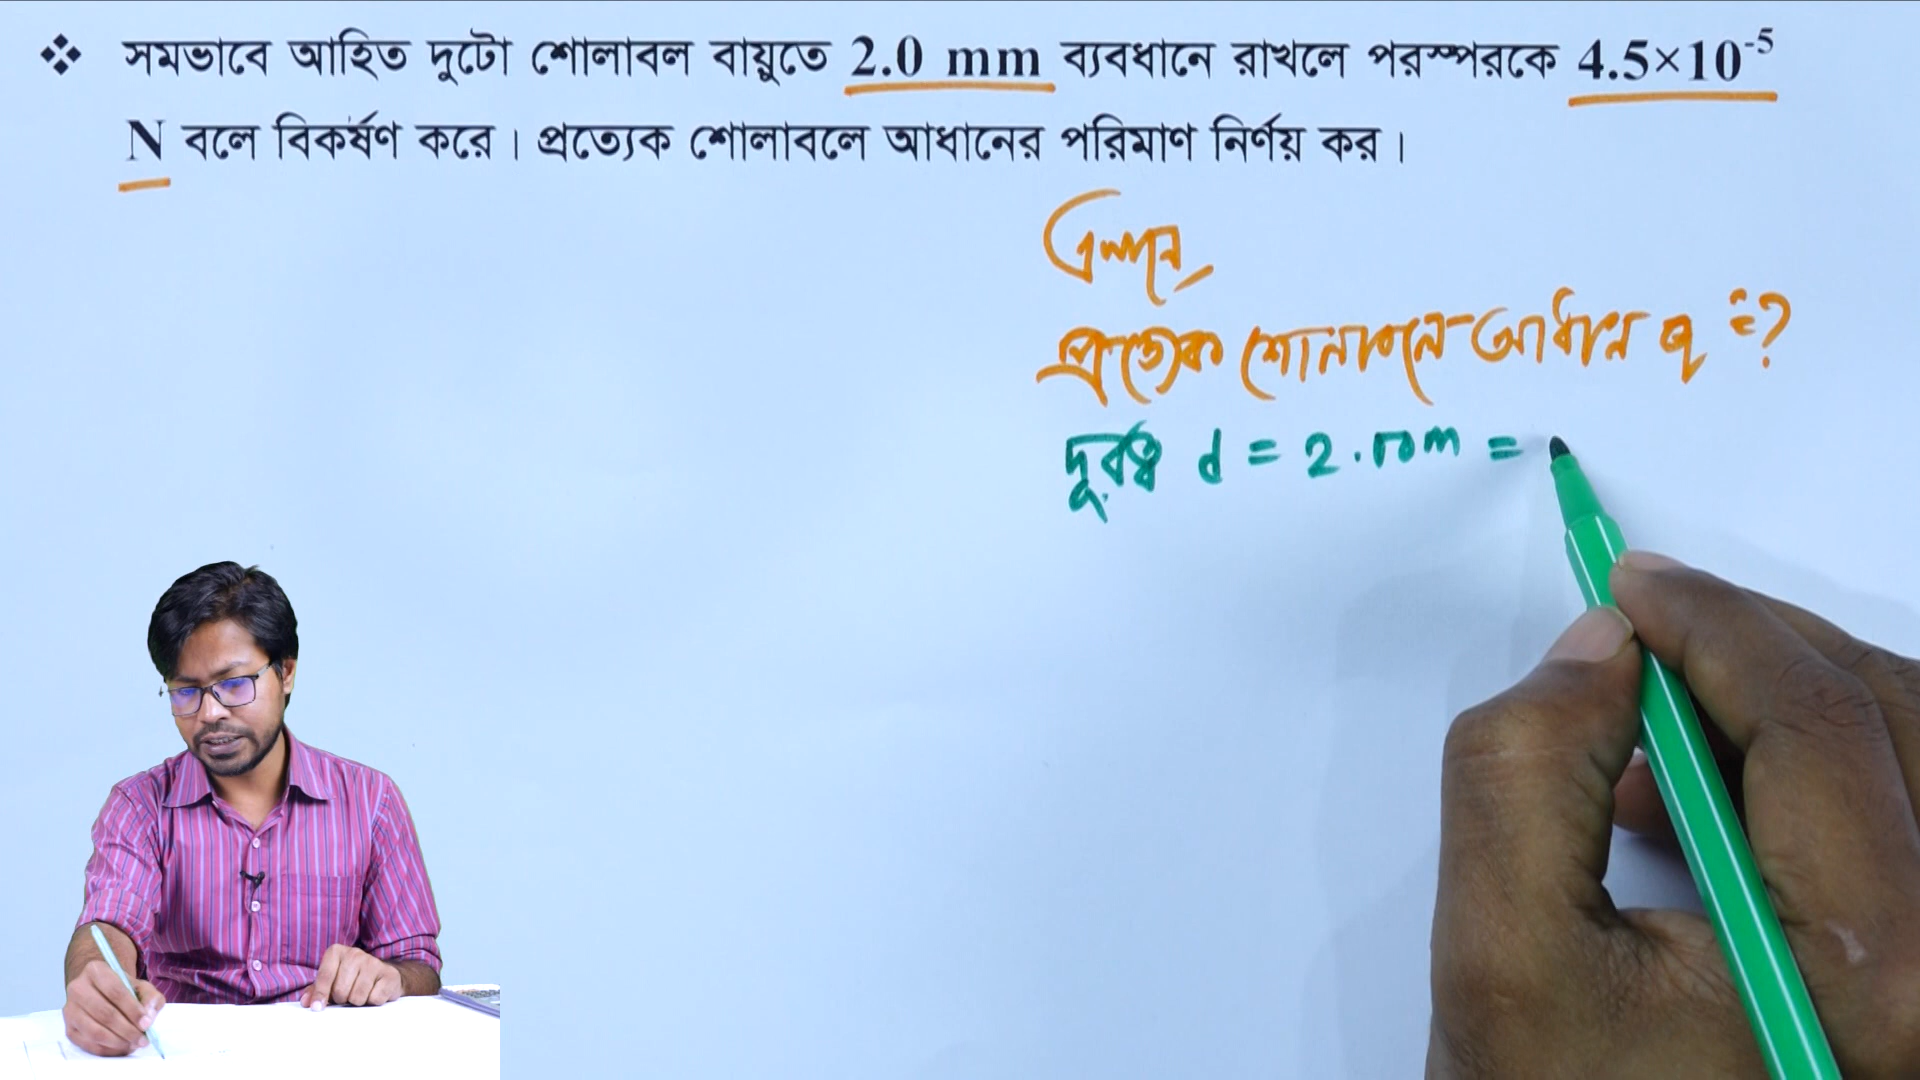 ❖ সমভাবে আহিত দুটো শোলাবল বায়ুতে 2.0 mm ব্যবধানে রাখলে পরস্পরকে 4.5×10⁻⁵
N বলে বিকর্ষণ করে। প্রত্যেক শোলাবলে আধানের পরিমাণ নির্ণয় কর।
এখানে,
প্রত্যেক শোলাবলে আধান q = ?
দূরত্ব d = 2.0 m =